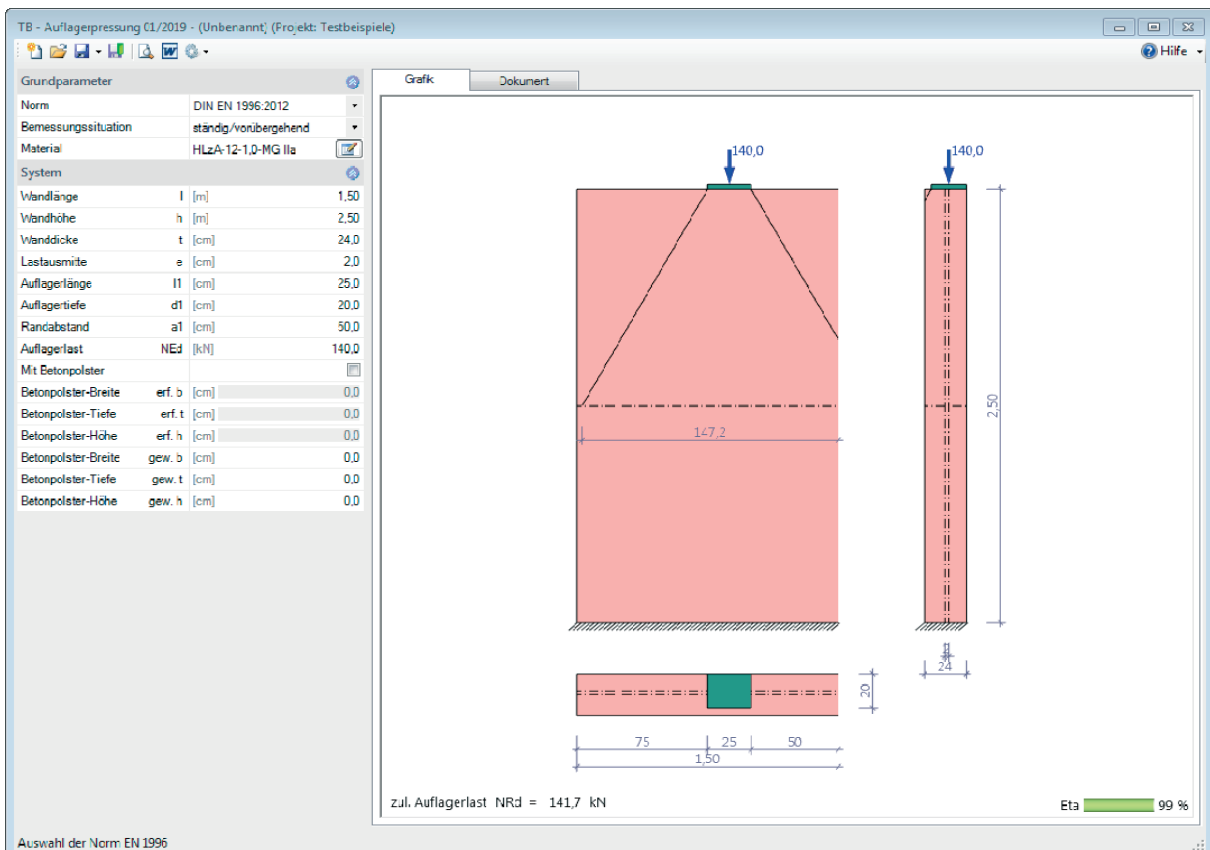 TB - Auflagerpressung 01/2019 - (Unbenannt) (Projekt: Testbeispiele)
Hilfe
Grundparameter
Norm DIN EN 1996:2012
Bemessungssituation ständig/vorübergehend
Material HLzA-12-1,0-MG IIa
System
Wandlänge l [m] 1,50
Wandhöhe h [m] 2,50
Wanddicke t [cm] 24,0
Lastausmitte e [cm] 2,0
Auflagerlänge l1 [cm] 25,0
Auflagertiefe d1 [cm] 20,0
Randabstand a1 [cm] 50,0
Auflagerlast NEd [kN] 140,0
Mit Betonpolster
Betonpolster-Breite erf. b [cm] 0,0
Betonpolster-Tiefe erf. t [cm] 0,0
Betonpolster-Höhe erf. h [cm] 0,0
Betonpolster-Breite gew. b [cm] 0,0
Betonpolster-Tiefe gew. t [cm] 0,0
Betonpolster-Höhe gew. h [cm] 0,0
Grafik Dokument
140,0 140,0
147,2
2,50
24
20
75 25 50
1,50
zul. Auflagerlast NRd = 141,7 kN
Eta 99 %
Auswahl der Norm EN 1996